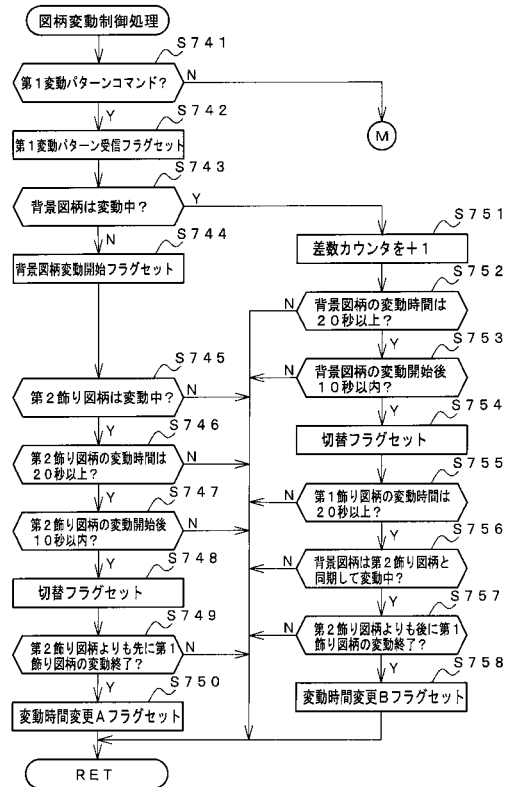 図柄変動制御処理
S741
第1変動パターンコマンド?
N
Y
S742
M
第1変動パターン受信フラグセット
S743
背景図柄は変動中?
Y
N
S744
背景図柄変動開始フラグセット
S751
差数カウンタを+1
S752
N
背景図柄の変動時間は
20秒以上?
Y
S753
N
背景図柄の変動開始後
10秒以内?
Y
S745
第2飾り図柄は変動中?
N
Y
S754
切替フラグセット
S746
第2飾り図柄の変動時間は
20秒以上?
N
Y
S755
N
第1飾り図柄の変動時間は
20秒以上?
Y
S747
第2飾り図柄の変動開始後
10秒以内?
N
Y
S756
N
背景図柄は第2飾り図柄と
同期して変動中?
Y
S748
切替フラグセット
S757
N
第2飾り図柄よりも後に第1
飾り図柄の変動終了?
Y
S749
第2飾り図柄よりも先に第1
飾り図柄の変動終了?
N
Y
S758
変動時間変更Bフラグセット
S750
変動時間変更Aフラグセット
RET